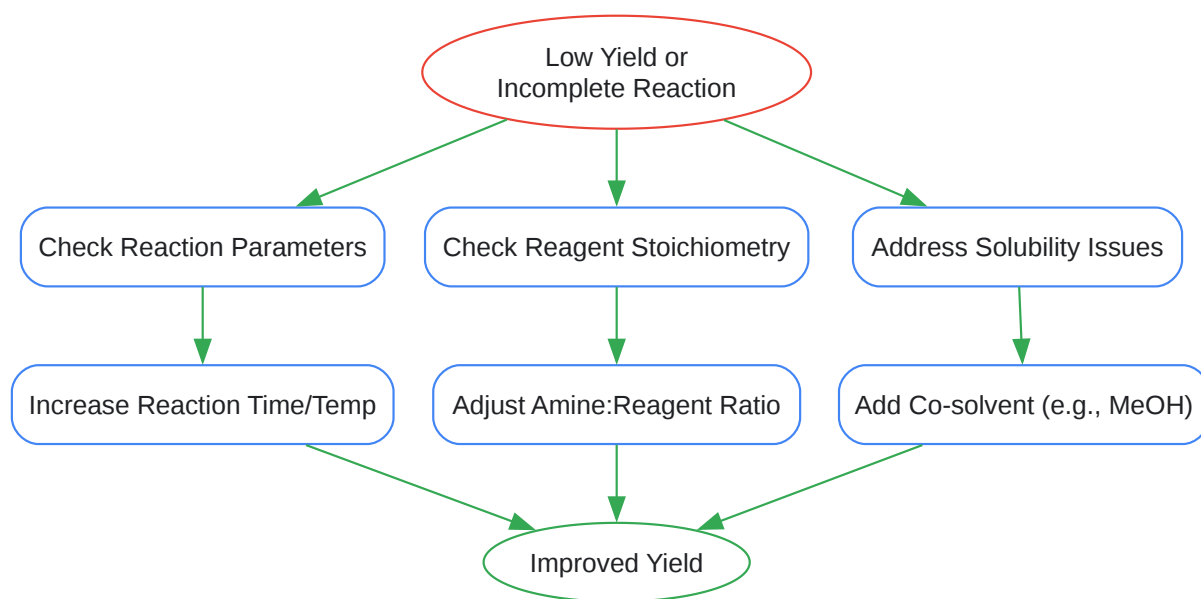 Low Yield or
Incomplete Reaction
Check Reaction Parameters
Check Reagent Stoichiometry
Address Solubility Issues
Increase Reaction Time/Temp
Adjust Amine:Reagent Ratio
Add Co-solvent (e.g., MeOH)
Improved Yield